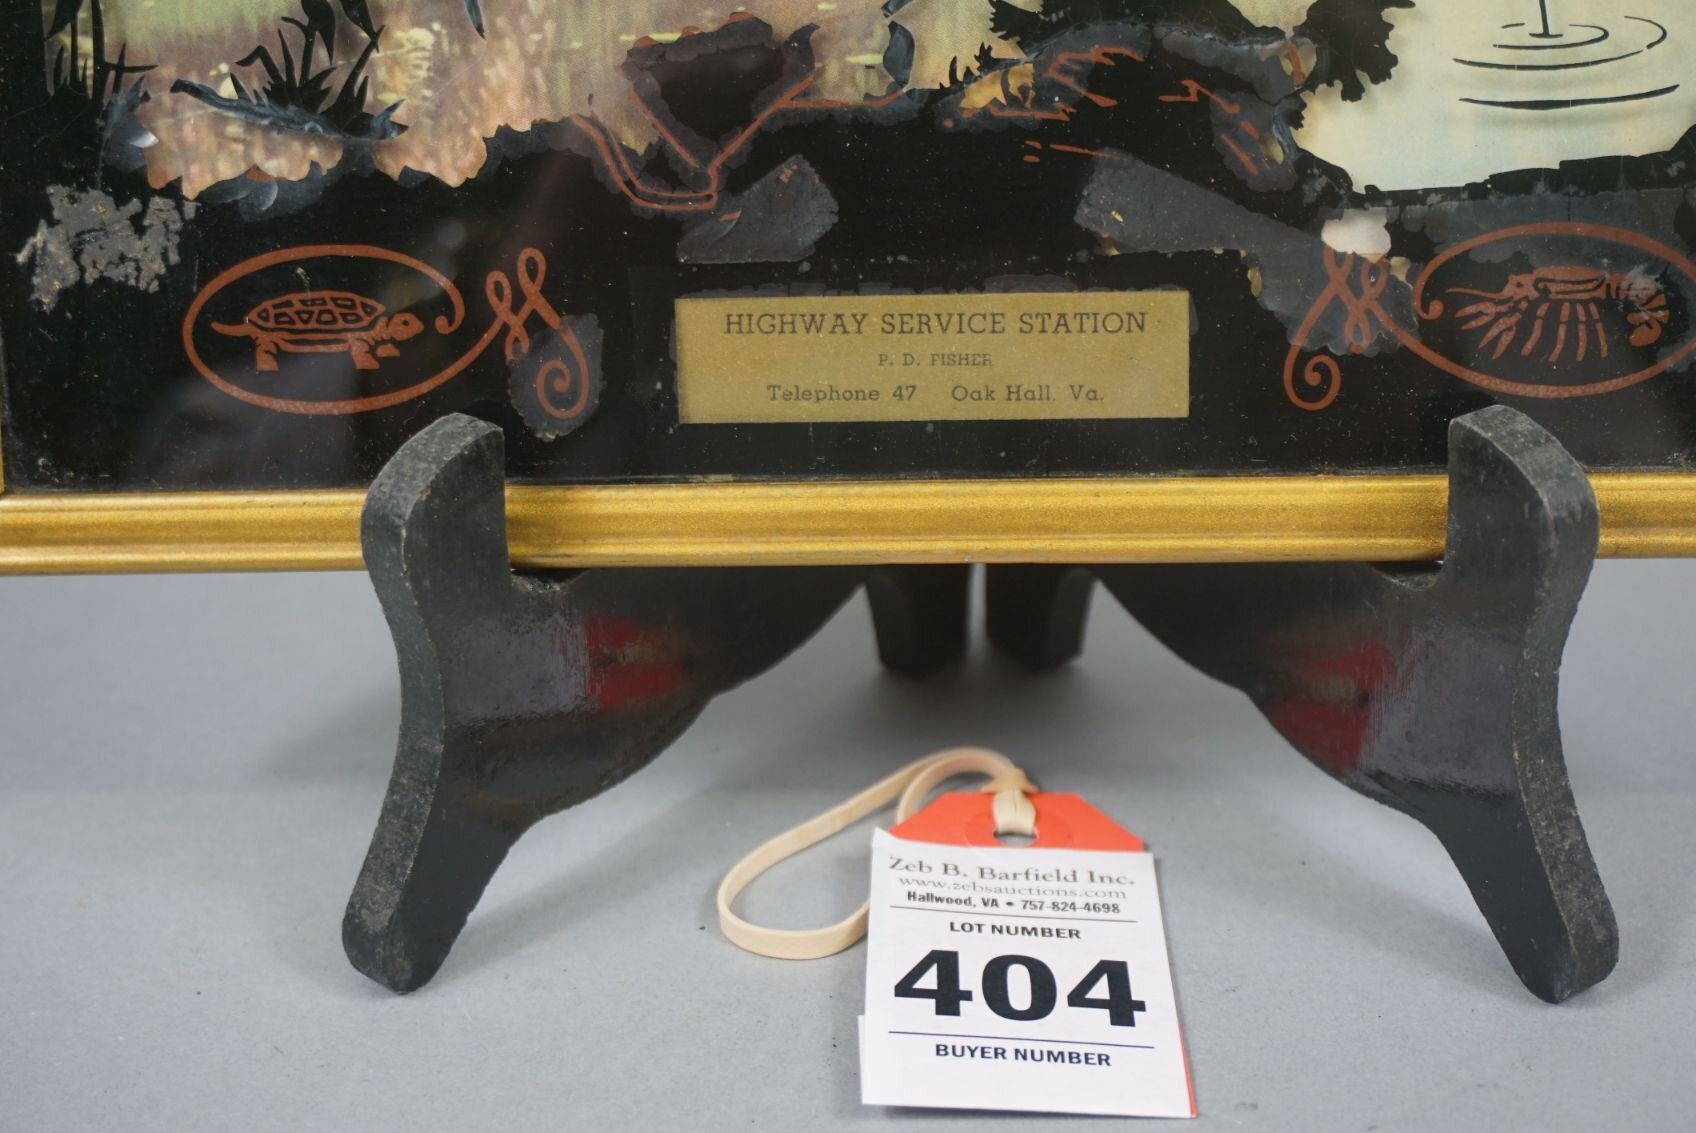 HIGHWAY SERVICE STATION
P. D. FISHER
Telephone 47 Oak Hall. Va.
Zeb B. Barfield Inc.
www.zebsauctions.com
Hallwood, VA • 757-824-4698
LOT NUMBER
404
BUYER NUMBER